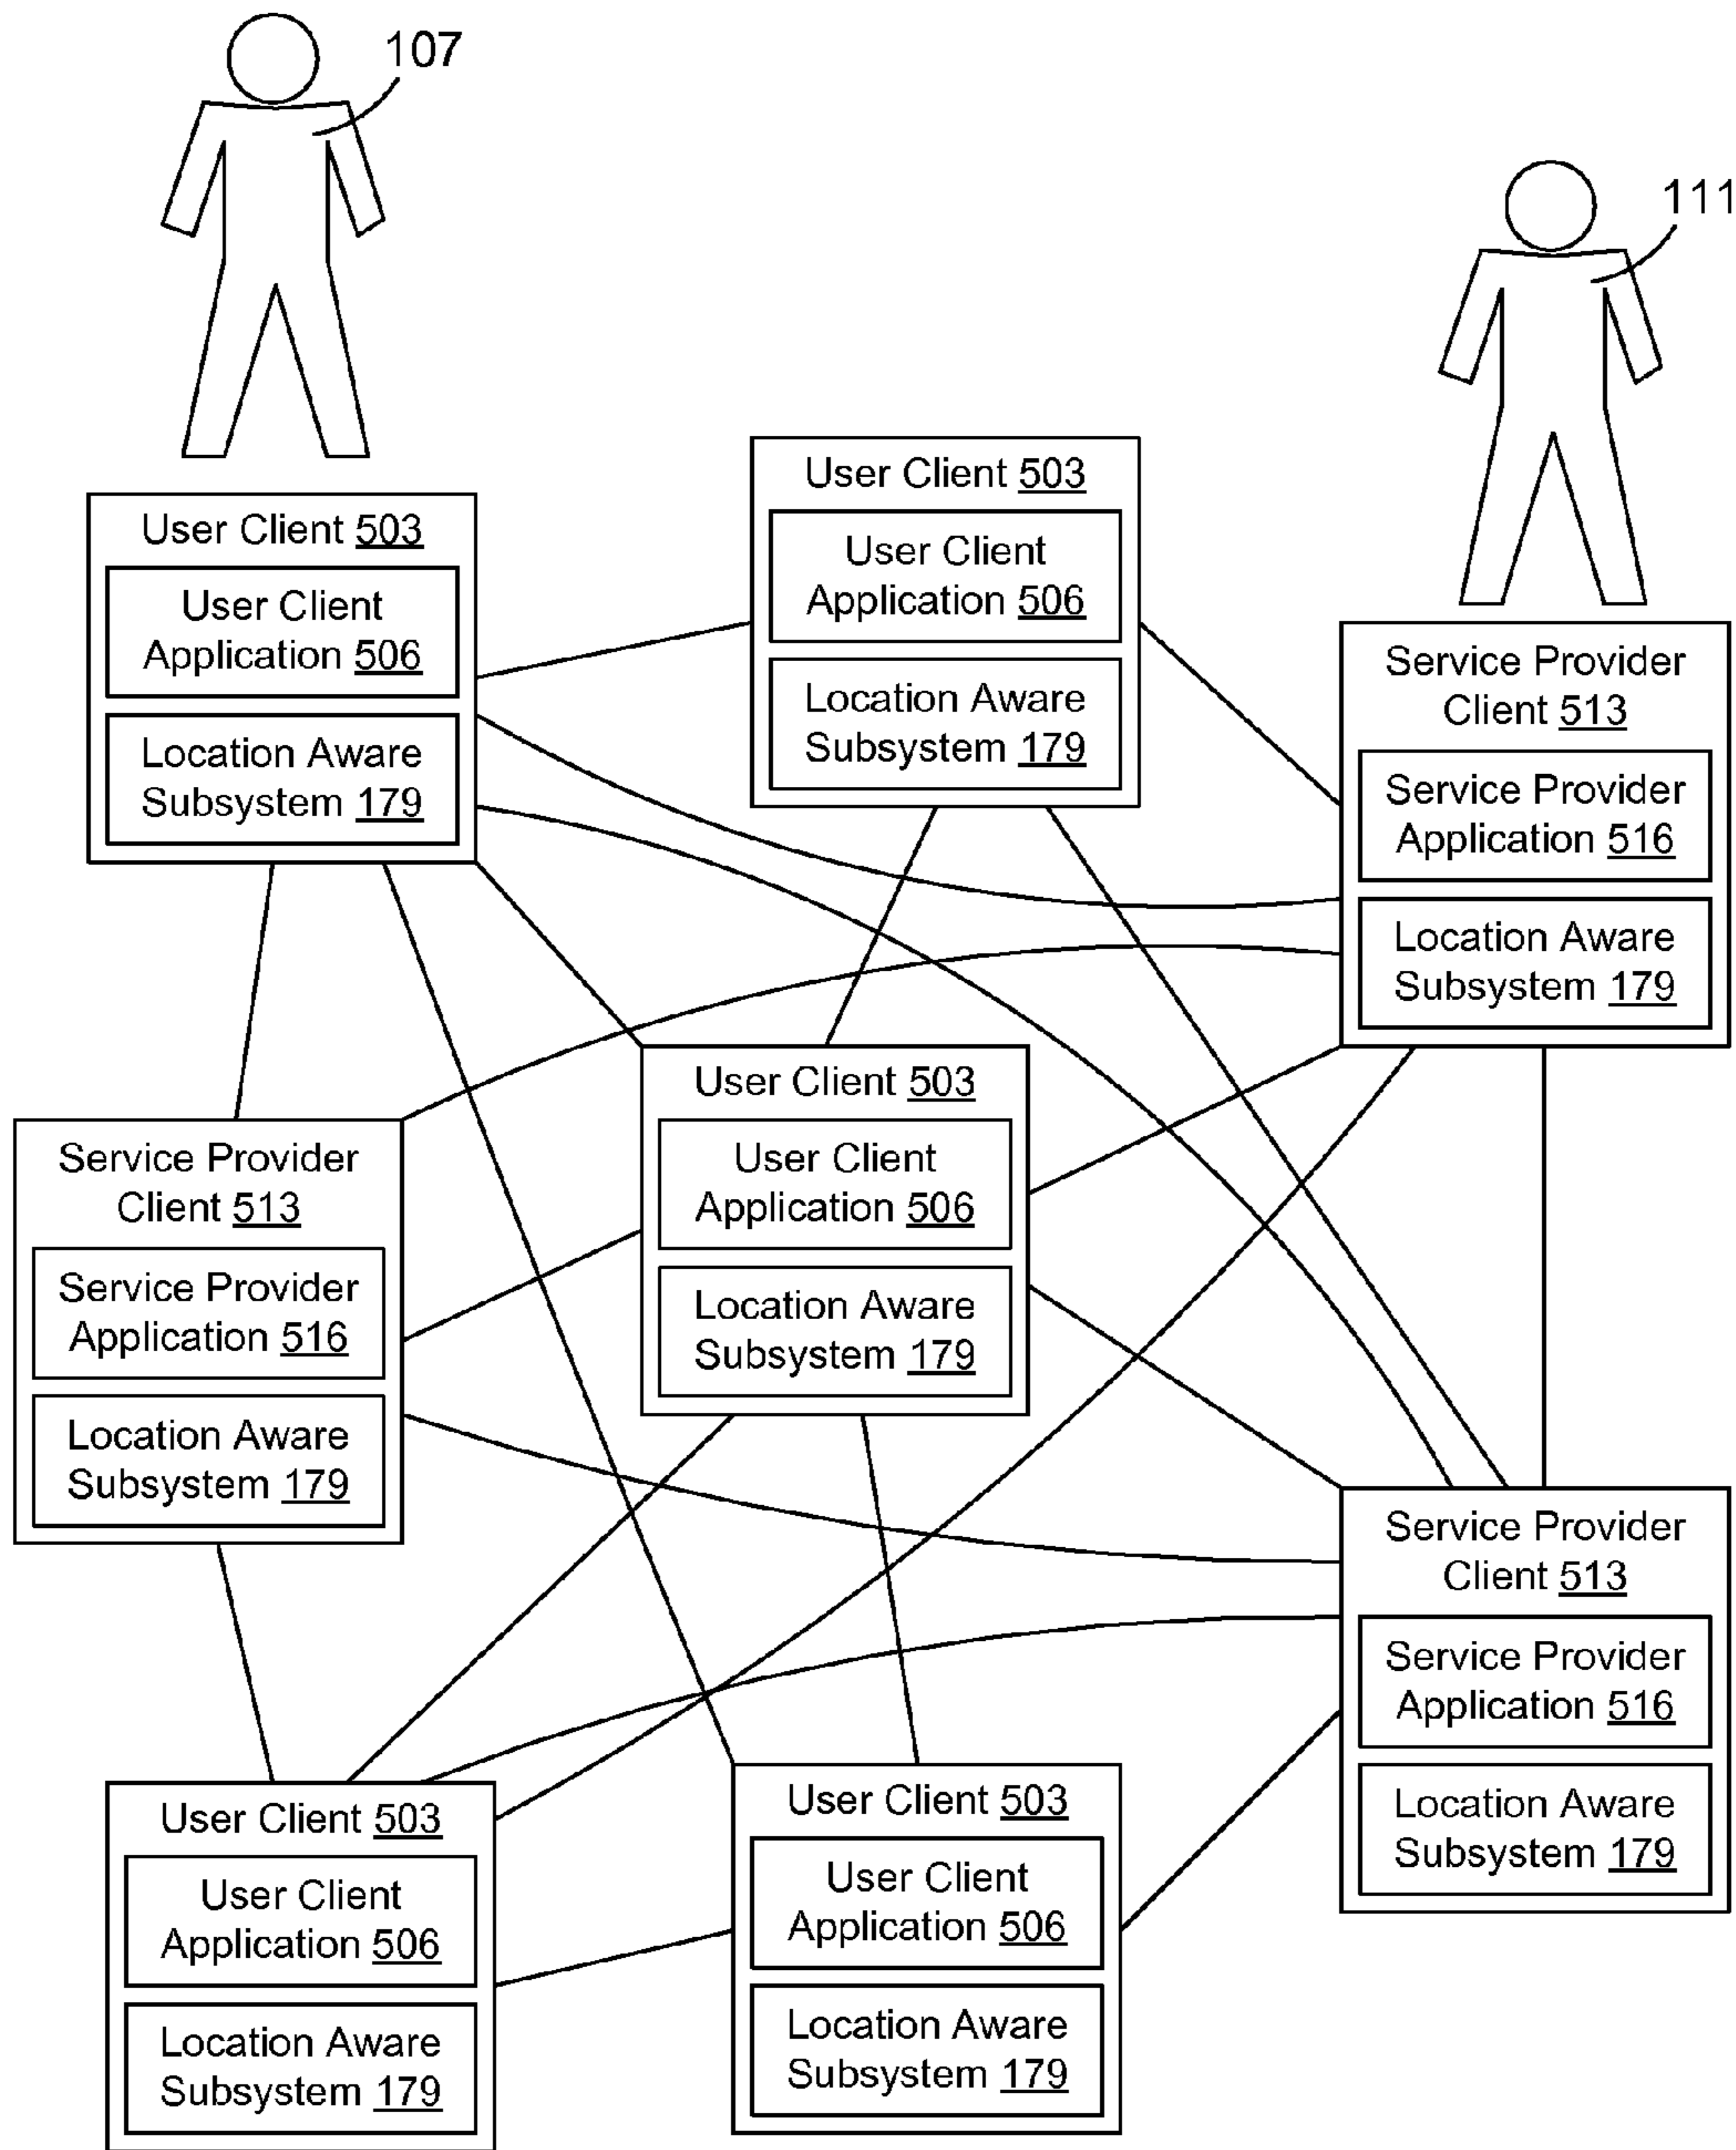 107
111
User Client 503
User Client
Application 506
Location Aware
Subsystem 179
User Client 503
User Client
Application 506
Location Aware
Subsystem 179
Service Provider
Client 513
Service Provider
Application 516
Location Aware
Subsystem 179
User Client 503
User Client
Application 506
Location Aware
Subsystem 179
Service Provider
Client 513
Service Provider
Application 516
Location Aware
Subsystem 179
Service Provider
Client 513
Service Provider
Application 516
Location Aware
Subsystem 179
User Client 503
User Client
Application 506
Location Aware
Subsystem 179
User Client 503
User Client
Application 506
Location Aware
Subsystem 179